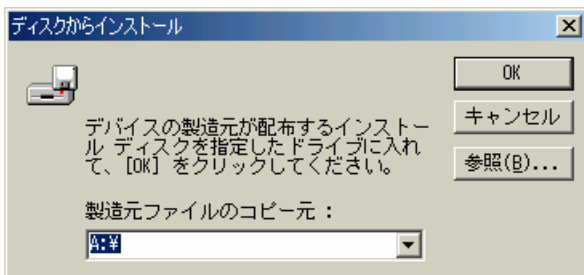 ディスクからインストール
OK
デバイスの製造元が配布するインストー
ル ディスクを指定したドライブに入れ
て、[OK] をクリックしてください。
キャンセル
参照(B)...
製造元ファイルのコピー元：
A:¥